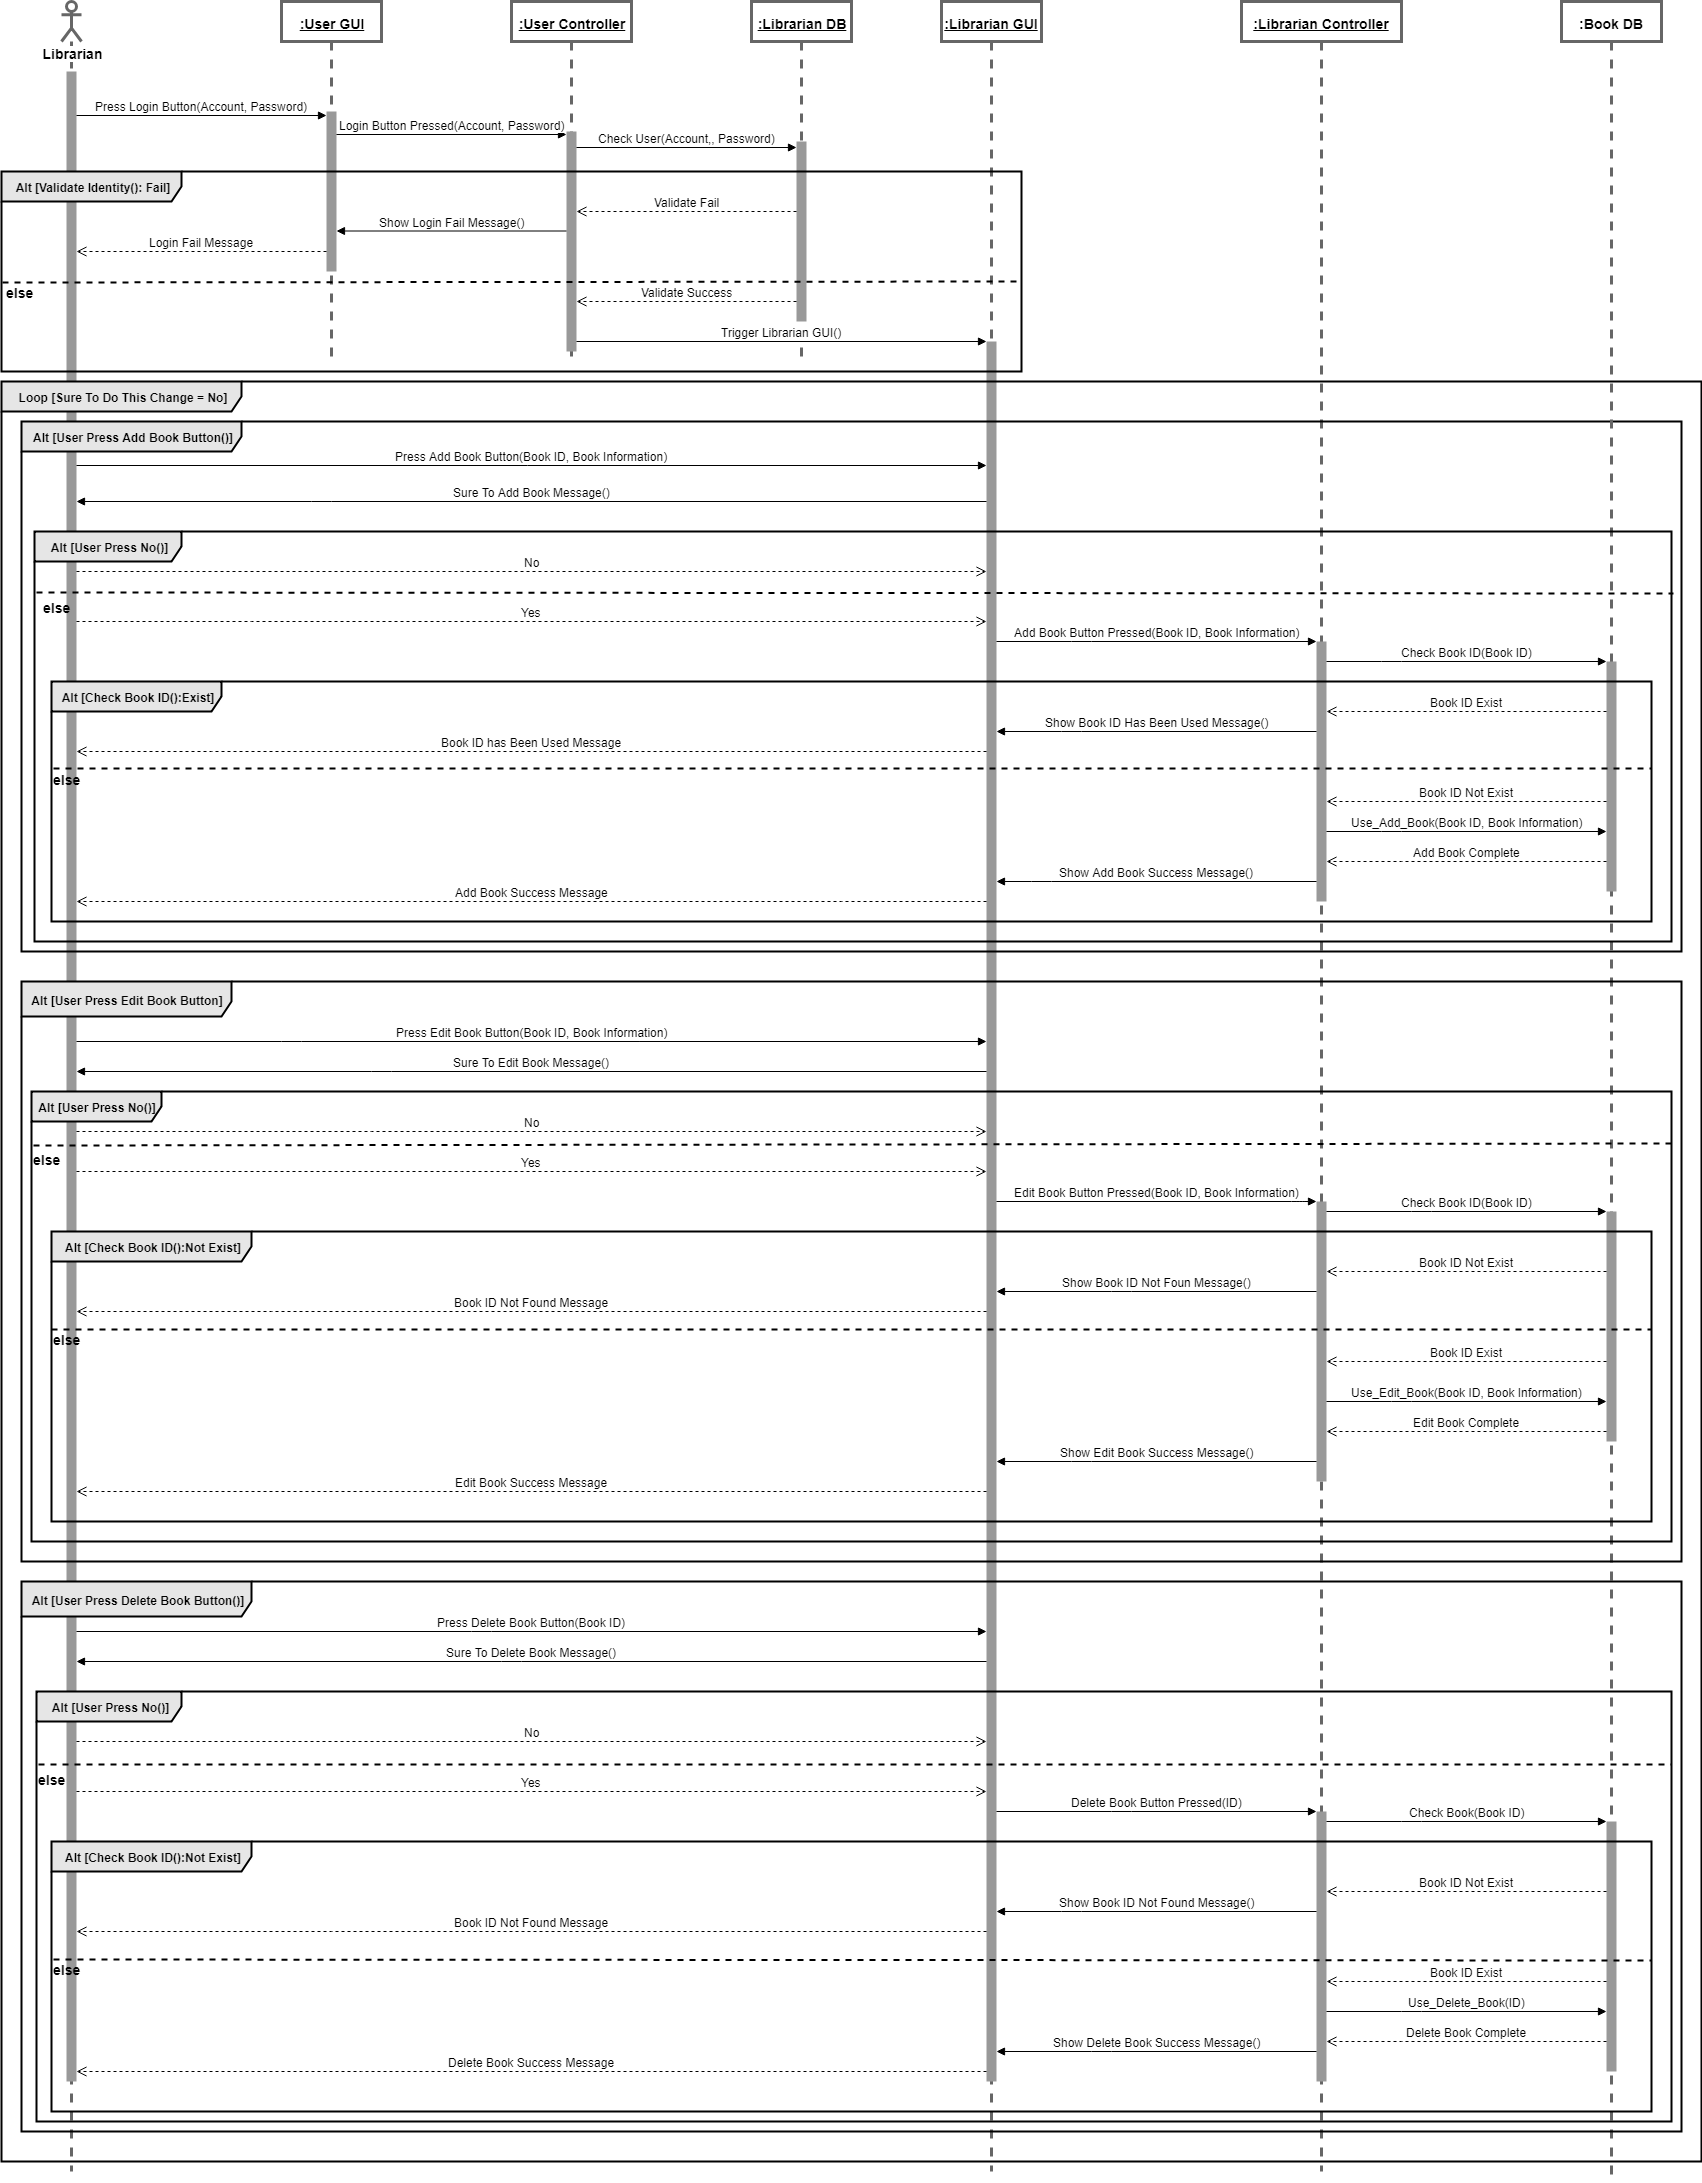 :User GUI
:User Controller
:Librarian DB
:Librarian GUI
:Librarian Controller
:Book DB
Librarian
Press Login Button(Account, Password)
Login Button Pressed(Account, Password)
Check User(Account,, Password)
Alt [Validate Identity(): Fail]
Validate Fail
Show Login Fail Message()
Login Fail Message
else
Validate Success
Trigger Librarian GUI()
Loop [Sure To Do This Change = No]
Alt [User Press Add Book Button()]
Press Add Book Button(Book ID, Book Information)
Sure To Add Book Message()
Alt [User Press No()]
No
else
Yes
Add Book Button Pressed(Book ID, Book Information)
Check Book ID(Book ID)
Alt [Check Book ID():Exist]
Book ID Exist
Show Book ID Has Been Used Message()
Book ID has Been Used Message
else
Book ID Not Exist
Use_Add_Book(Book ID, Book Information)
Add Book Complete
Show Add Book Success Message()
Add Book Success Message
Alt [User Press Edit Book Button]
Press Edit Book Button(Book ID, Book Information)
Sure To Edit Book Message()
Alt [User Press No()]
No
else
Yes
Edit Book Button Pressed(Book ID, Book Information)
Check Book ID(Book ID)
Alt [Check Book ID():Not Exist]
Book ID Not Exist
Show Book ID Not Foun Message()
Book ID Not Found Message
else
Book ID Exist
Use_Edit_Book(Book ID, Book Information)
Edit Book Complete
Show Edit Book Success Message()
Edit Book Success Message
Alt [User Press Delete Book Button()]
Press Delete Book Button(Book ID)
Sure To Delete Book Message()
Alt [User Press No()]
No
else
Yes
Delete Book Button Pressed(ID)
Check Book(Book ID)
Alt [Check Book ID():Not Exist]
Book ID Not Exist
Show Book ID Not Found Message()
Book ID Not Found Message
else
Book ID Exist
Use_Delete_Book(ID)
Delete Book Complete
Show Delete Book Success Message()
Delete Book Success Message